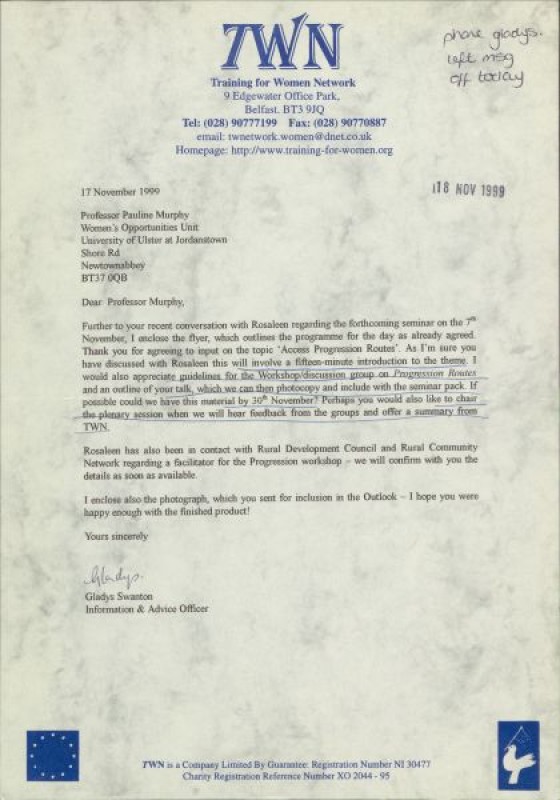 TWN
Training for Women Network
9 Edgewater Office Park,
Belfast. BT3 9JQ
Tel: (028) 90777199 Fax: (028) 90770887
email: twnetwork.women@dnet.co.uk
Homepage: http://www.training-for-women.org
phone gladys.
left msg
off today
17 November 1999
18 NOV 1999
Professor Pauline Murphy
Women's Opportunities Unit
University of Ulster at Jordanstown
Shore Rd
Newtownabbey
BT37 0QB
Dear Professor Murphy,
Further to your recent conversation with Rosaleen regarding the forthcoming seminar on the 7th
November, I enclose the flyer, which outlines the programme for the day as already agreed.
Thank you for agreeing to input on the topic 'Access Progression Routes'. As I'm sure you
have discussed with Rosaleen this will involve a fifteen-minute introduction to the theme. I
would also appreciate guidelines for the Workshop/discussion group on Progression Routes
and an outline of your talk, which we can then photocopy and include with the seminar pack. If
possible could we have this material by 30th November? Perhaps you would also like to chair
the plenary session when we will hear feedback from the groups and offer a summary from
TWN.
Rosaleen has also been in contact with Rural Development Council and Rural Community
Network regarding a facilitator for the Progression workshop – we will confirm with you the
details as soon as available.
I enclose also the photograph, which you sent for inclusion in the Outlook – I hope you were
happy enough with the finished product!
Yours sincerely
Gladys.
Gladys Swanton
Information & Advice Officer
TWN is a Company Limited By Guarantee: Registration Number NI 30477
Charity Registration Reference Number XO 2044 - 95